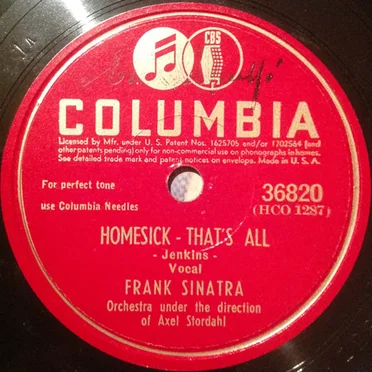 CBS
COLUMBIA
Licensed by Mfr. under U. S. Patent Nos. 1625705 and/or 1702564 (and
other patents pending) only for non-commercial use on phonographs in homes.
See detailed trade mark and patent notices on envelope. Made in U. S. A.
For perfect tone
use Columbia Needles
36820
(HCO 1287)
HOMESICK - THAT'S ALL
- Jenkins -
Vocal
FRANK SINATRA
Orchestra under the direction
of Axel Stordahl